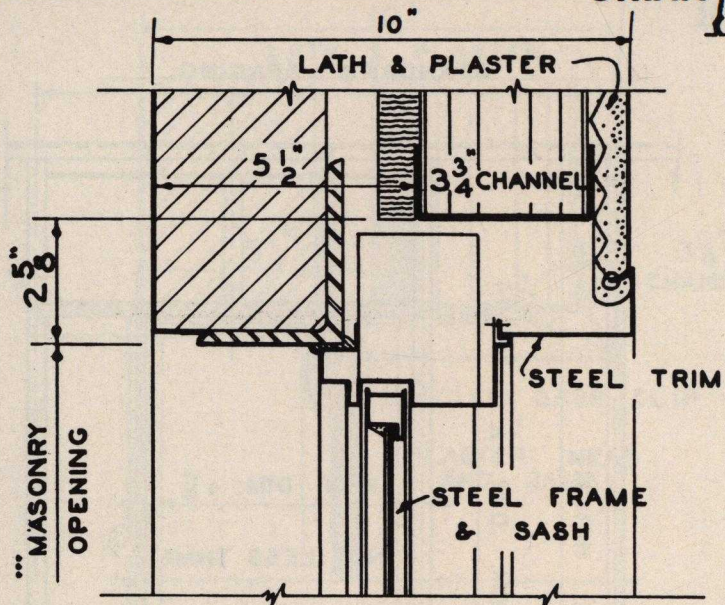 10"
LATH & PLASTER
5 1/2"
3 3/4" CHANNEL
2 5/8"
STEEL TRIM
··· MASONRY
OPENING
STEEL FRAME
& SASH